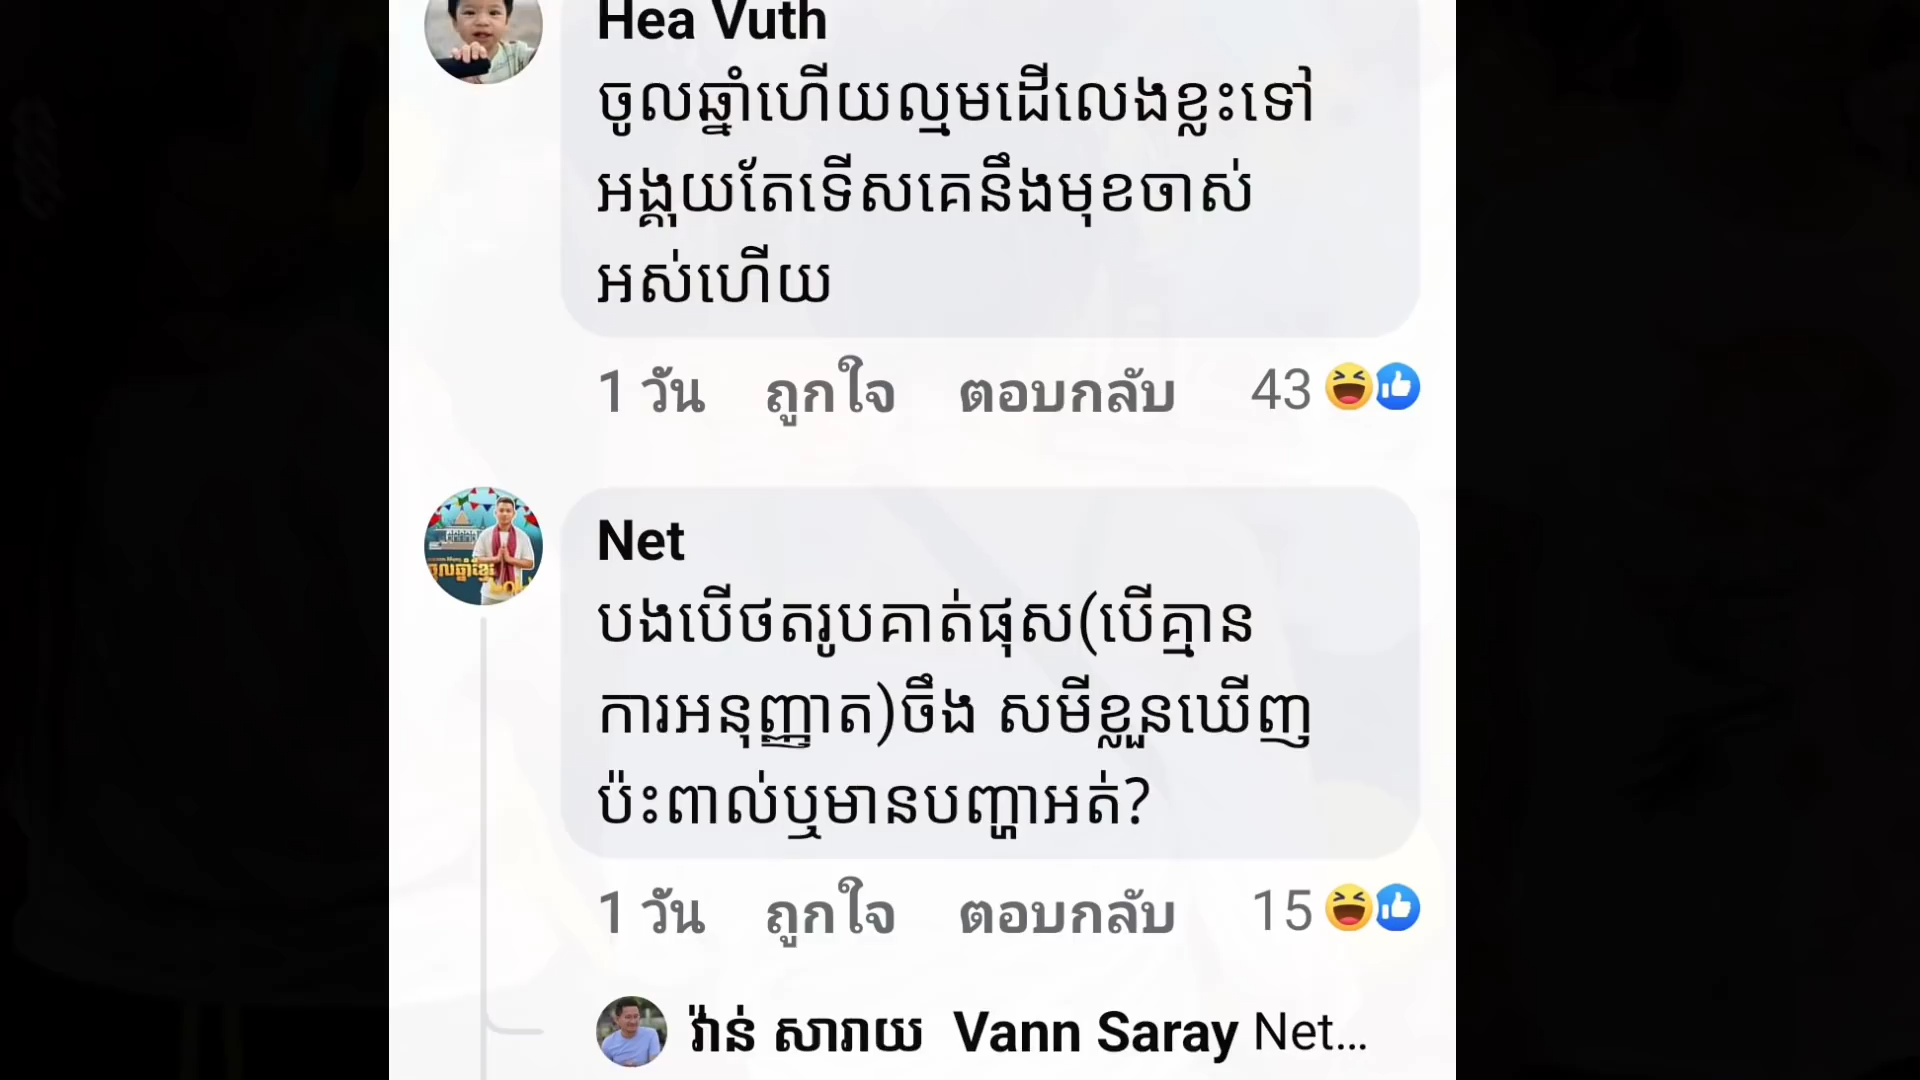 Hea Vuth
ចូលឆ្នាំហើយល្មមដើលេងខ្លះទៅ
អង្គុយតែទើសគេនឹងមុខចាស់
អស់ហើយ
1 วัน ถูกใจ ตอบกลับ 43
Net
បងបើថតរូបគាត់ផុស(បើគ្មាន
ការអនុញ្ញាត)ចឹង សមីខ្លួនឃើញ
ប៉ះពាល់ឬមានបញ្ហាអត់?
1 วัน ถูกใจ ตอบกลับ 15
វ៉ាន់ សារាយ Vann Saray Net...